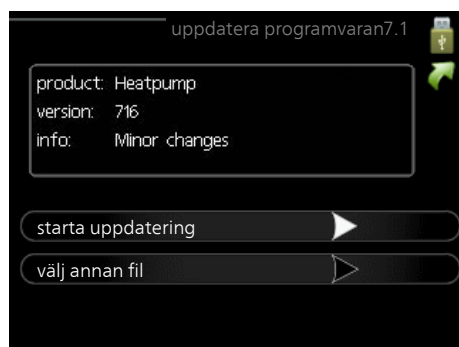 uppdatera programvaran7.1
product: Heatpump
version: 716
info: Minor changes
starta uppdatering
välj annan fil